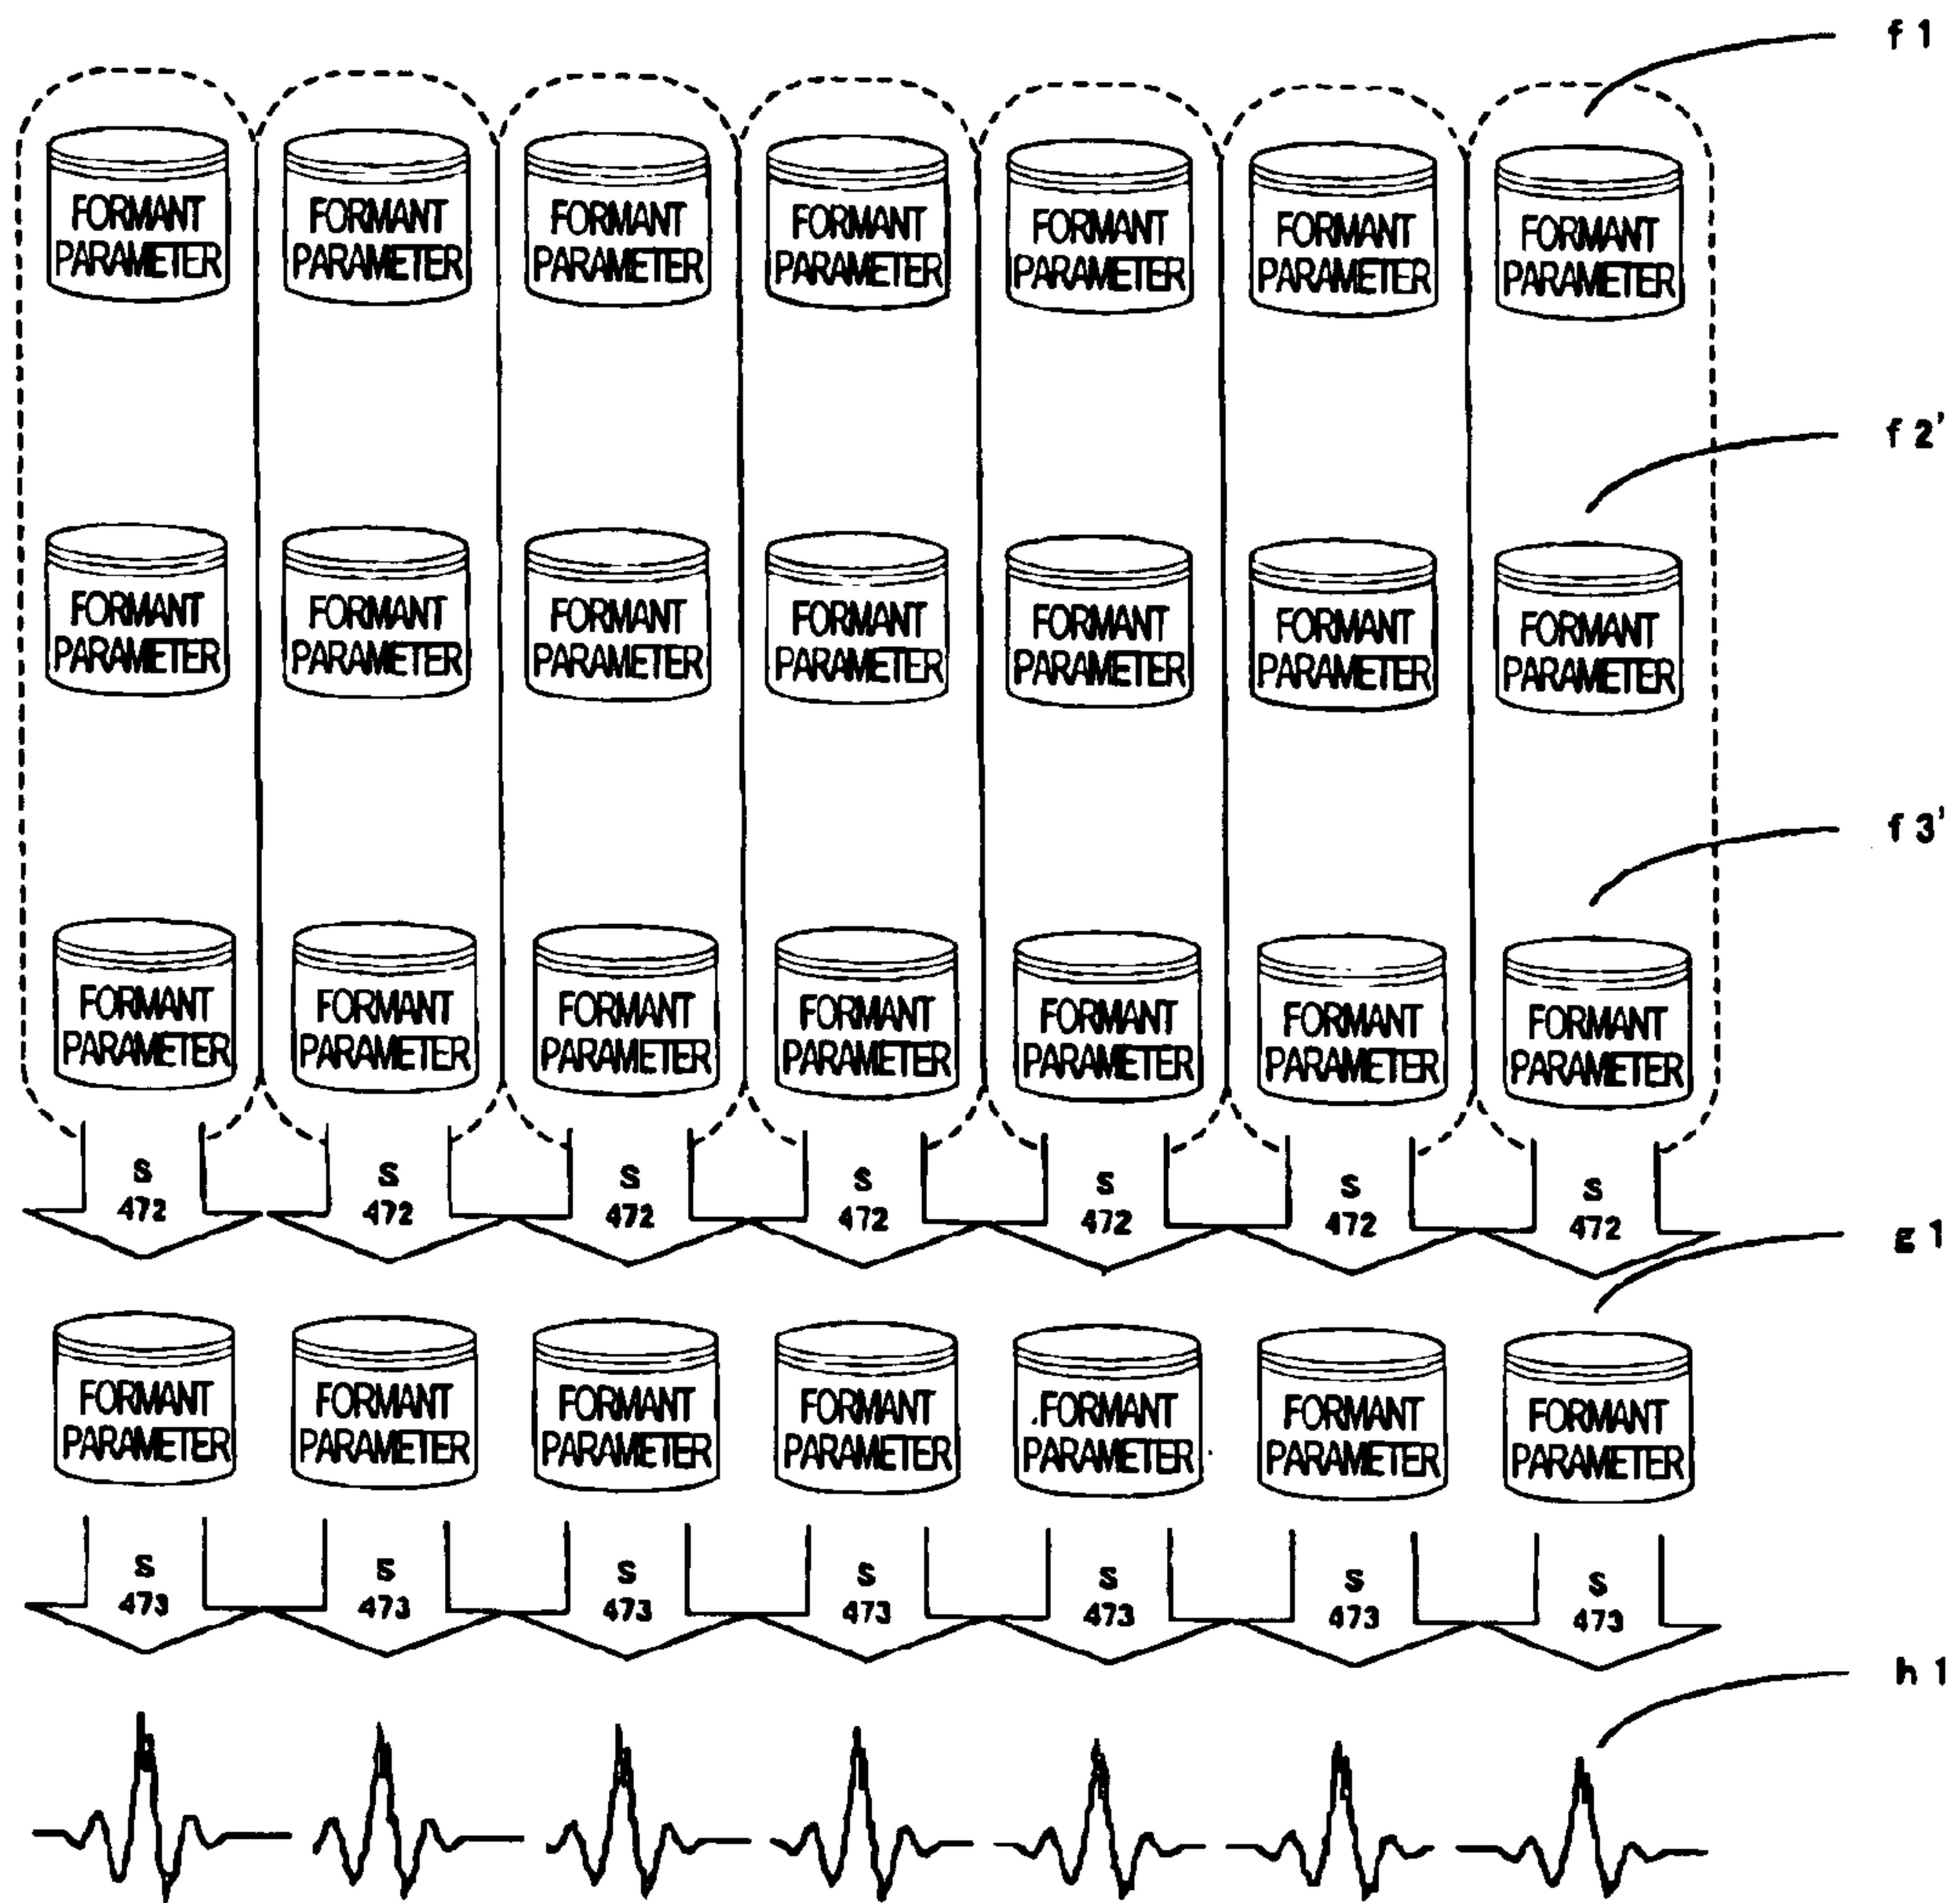 f 1
FORMANT FORMANT FORMANT FORMANT FORMANT FORMANT FORMANT
PARAMETER PARAMETER PARAMETER PARAMETER PARAMETER PARAMETER PARAMETER
f 2'
FORMANT FORMANT FORMANT FORMANT FORMANT FORMANT FORMANT
PARAMETER PARAMETER PARAMETER PARAMETER PARAMETER PARAMETER PARAMETER
f 3'
FORMANT FORMANT FORMANT FORMANT FORMANT FORMANT FORMANT
PARAMETER PARAMETER PARAMETER PARAMETER PARAMETER PARAMETER PARAMETER
S S S S S S S
472 472 472 472 472 472 472
g 1
FORMANT FORMANT FORMANT FORMANT FORMANT FORMANT FORMANT
PARAMETER PARAMETER PARAMETER PARAMETER PARAMETER PARAMETER PARAMETER
S S S S S S S
473 473 473 473 473 473 473
h 1